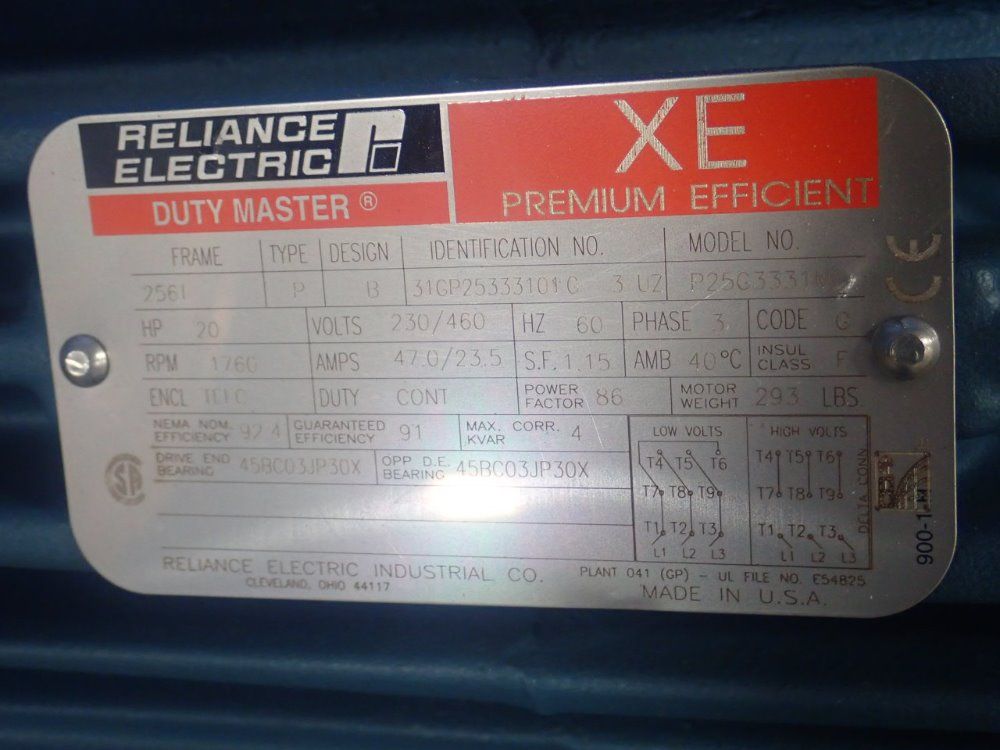 RELIANCE
ELECTRIC
DUTY MASTER ®
XE
PREMIUM EFFICIENT
FRAME TYPE DESIGN IDENTIFICATION NO. MODEL NO.
P B 31GP25333101G 3 UZ
HP 20 VOLTS 230/460 HZ 60 PHASE 3 CODE G
RPM 1760 AMPS 47.0/23.5 S.F. 1.15 AMB 40°C INSUL CLASS F
ENCL TEFC DUTY CONT POWER FACTOR 86 MOTOR WEIGHT 293 LBS
NEMA NOM. EFFICIENCY 92.4 GUARANTEED EFFICIENCY 91 MAX. CORR. KVAR 4
DRIVE END BEARING 45BC03JP30X OPP D.E. BEARING 45BC03JP30X
LOW VOLTS HIGH VOLTS
T4 T5 T6 T4 T5 T6
T7 T8 T9 T7 T8 T9
T1 T2 T3 T1 T2 T3
L1 L2 L3 L1 L2 L3
DELTA CONN
CE
SA
RELIANCE ELECTRIC INDUSTRIAL CO.
CLEVELAND, OHIO 44117
PLANT 041 (GP) - UL FILE NO. E54825
MADE IN U.S.A.